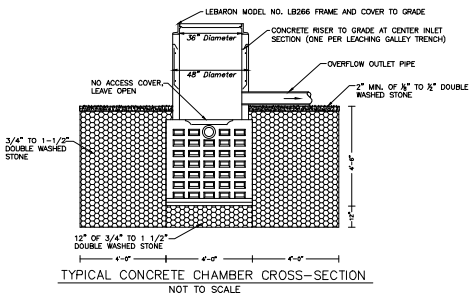 LEBARON MODEL NO. LB266 FRAME AND COVER TO GRADE
36" Diameter
CONCRETE RISER TO GRADE AT CENTER INLET
SECTION (ONE PER LEACHING GALLEY TRENCH)
OVERFLOW OUTLET PIPE
48" Diameter
NO ACCESS COVER,
LEAVE OPEN
2" MIN. OF ⅛" TO ½" DOUBLE
WASHED STONE
3/4" TO 1-1/2"
DOUBLE WASHED
STONE
4'-6"
12"
12" OF 3/4" TO 1 1/2"
DOUBLE WASHED STONE
4'-0"
4'-0"
4'-0"
TYPICAL CONCRETE CHAMBER CROSS-SECTION
NOT TO SCALE